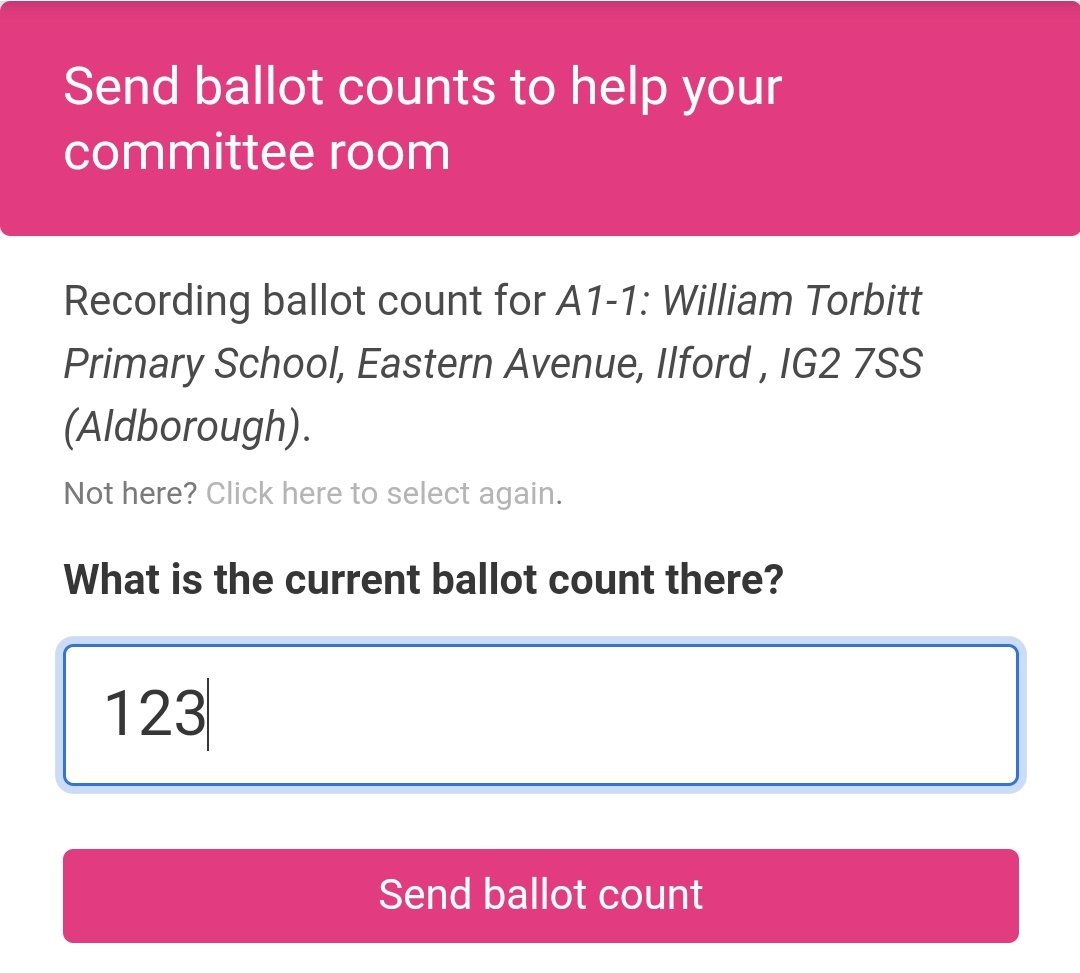 Send ballot counts to help your
committee room
Recording ballot count for A1-1: William Torbitt
Primary School, Eastern Avenue, Ilford , IG2 7SS
(Aldborough).
Not here? Click here to select again.
What is the current ballot count there?
123
Send ballot count